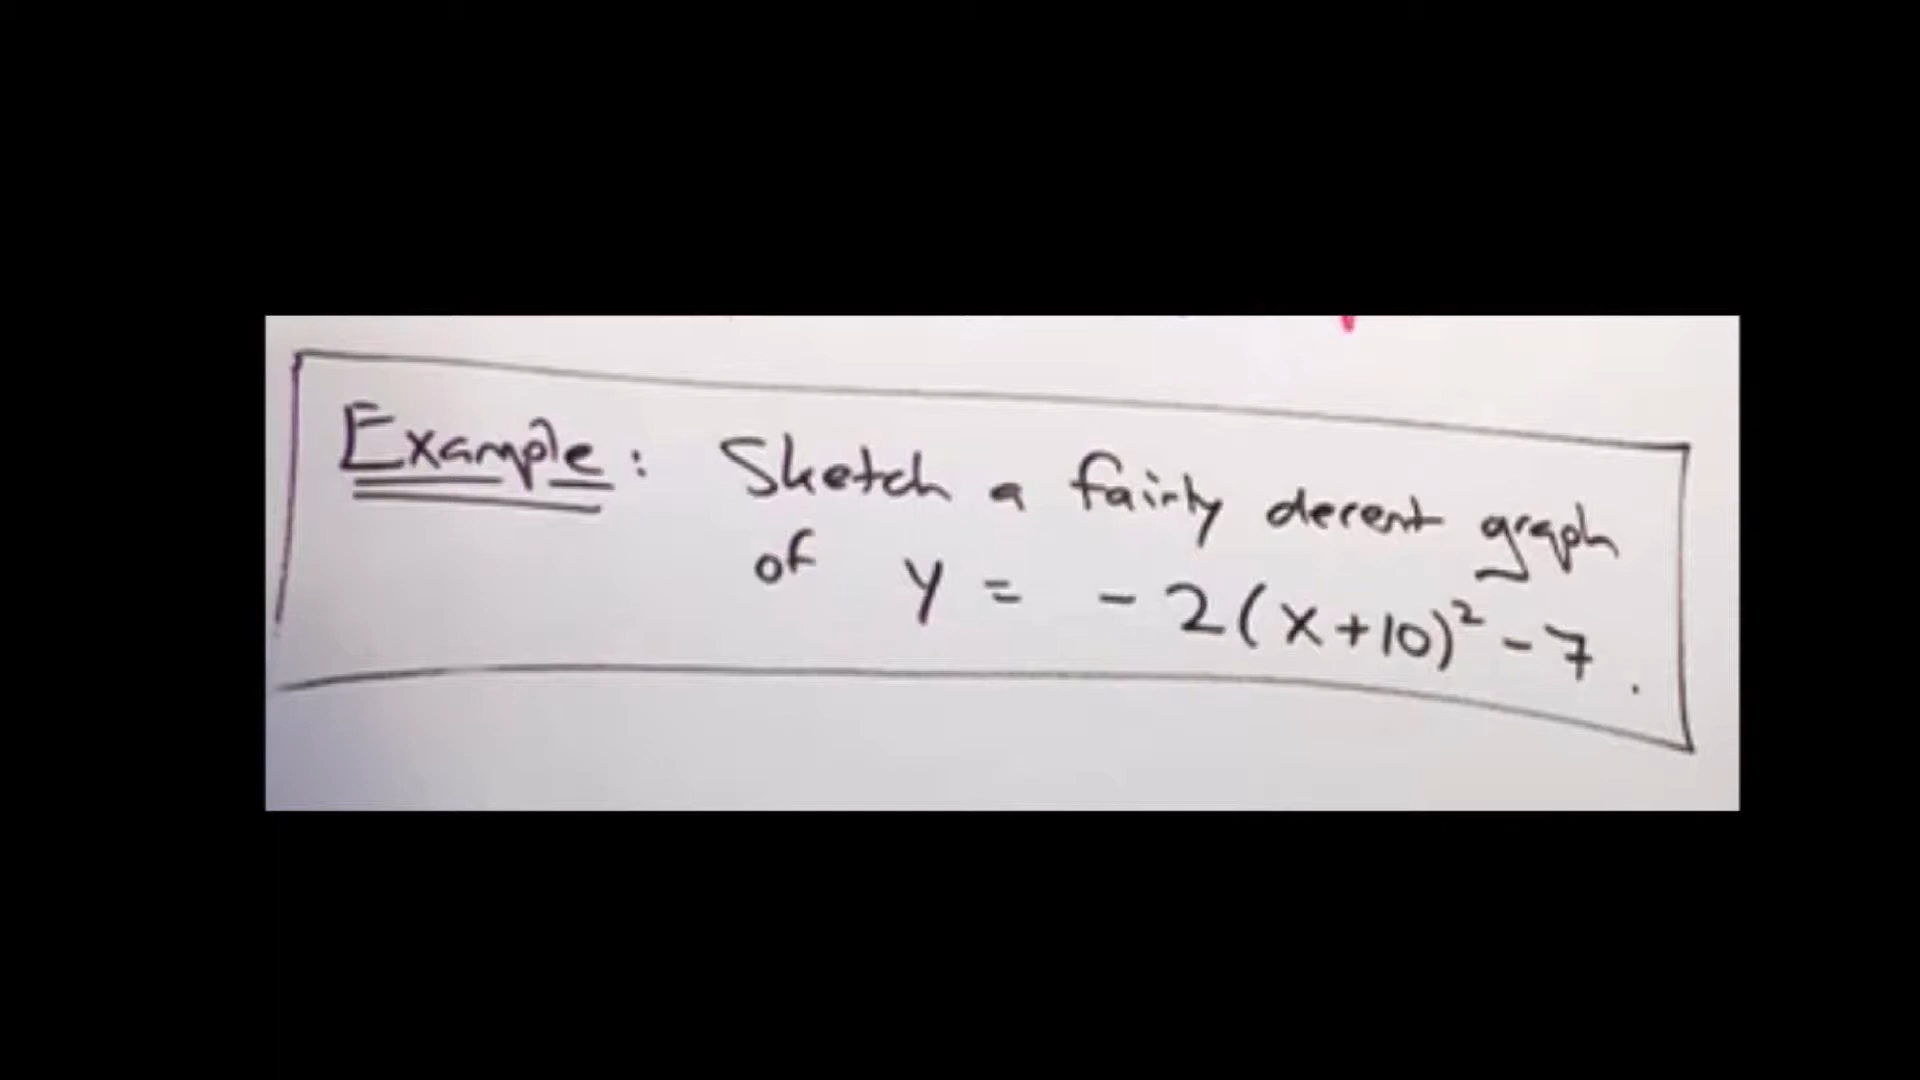 Example: Sketch a fairly decent graph
of y = -2(x+10)² -7.